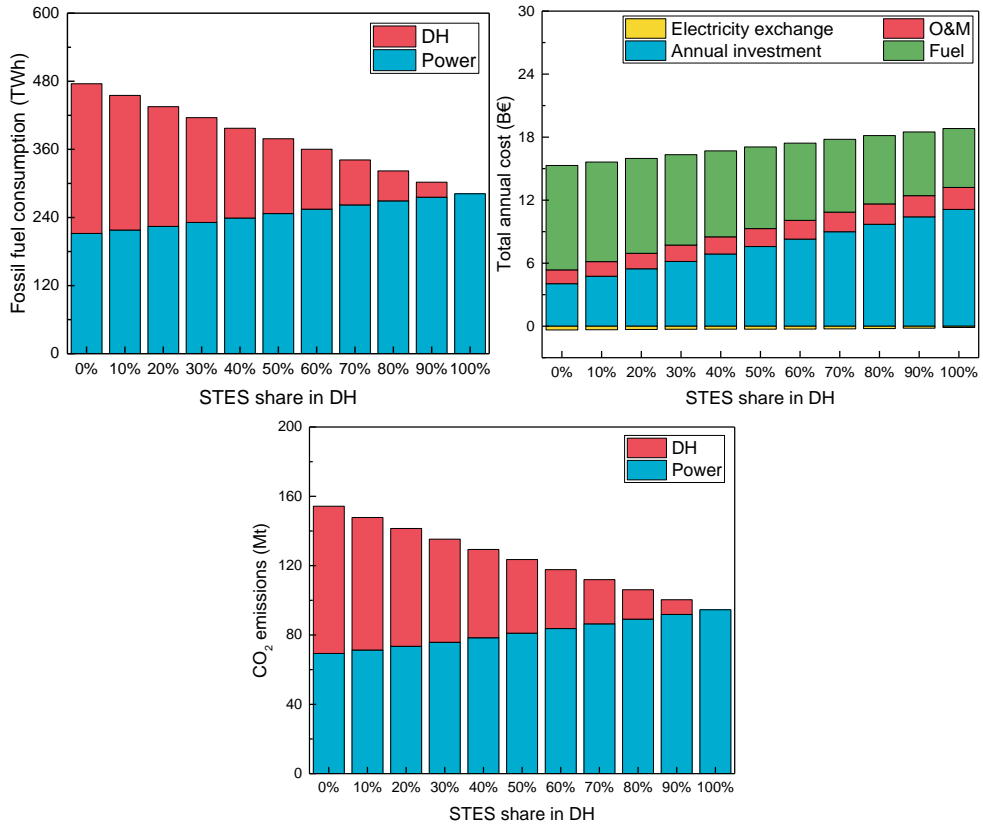 600
480
360
240
120
0
Fossil fuel consumption (TWh)
DH
Power
0% 10% 20% 30% 40% 50% 60% 70% 80% 90% 100%
STES share in DH
30
24
18
12
6
0
Total annual cost (B€)
Electricity exchange O&M
Annual investment Fuel
0% 10% 20% 30% 40% 50% 60% 70% 80% 90% 100%
STES share in DH
200
160
120
80
40
0
CO2 emissions (Mt)
DH
Power
0% 10% 20% 30% 40% 50% 60% 70% 80% 90% 100%
STES share in DH